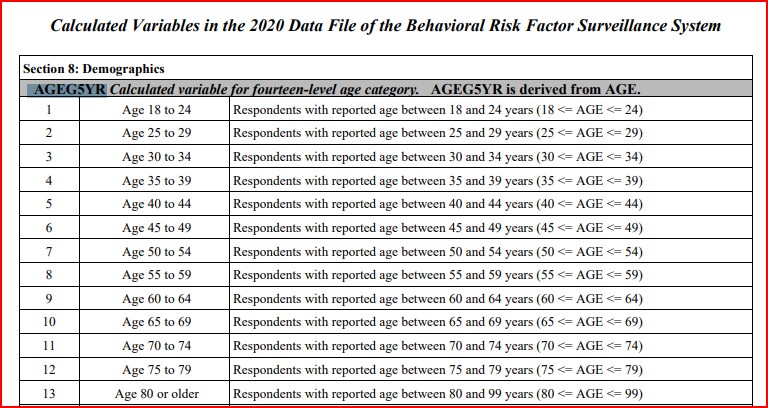 Calculated Variables in the 2020 Data File of the Behavioral Risk Factor Surveillance System
Section 8: Demographics
AGEG5YR Calculated variable for fourteen-level age category. AGEG5YR is derived from AGE.
1 Age 18 to 24 Respondents with reported age between 18 and 24 years (18 <= AGE <= 24)
2 Age 25 to 29 Respondents with reported age between 25 and 29 years (25 <= AGE <= 29)
3 Age 30 to 34 Respondents with reported age between 30 and 34 years (30 <= AGE <= 34)
4 Age 35 to 39 Respondents with reported age between 35 and 39 years (35 <= AGE <= 39)
5 Age 40 to 44 Respondents with reported age between 40 and 44 years (40 <= AGE <= 44)
6 Age 45 to 49 Respondents with reported age between 45 and 49 years (45 <= AGE <= 49)
7 Age 50 to 54 Respondents with reported age between 50 and 54 years (50 <= AGE <= 54)
8 Age 55 to 59 Respondents with reported age between 55 and 59 years (55 <= AGE <= 59)
9 Age 60 to 64 Respondents with reported age between 60 and 64 years (60 <= AGE <= 64)
10 Age 65 to 69 Respondents with reported age between 65 and 69 years (65 <= AGE <= 69)
11 Age 70 to 74 Respondents with reported age between 70 and 74 years (70 <= AGE <= 74)
12 Age 75 to 79 Respondents with reported age between 75 and 79 years (75 <= AGE <= 79)
13 Age 80 or older Respondents with reported age between 80 and 99 years (80 <= AGE <= 99)